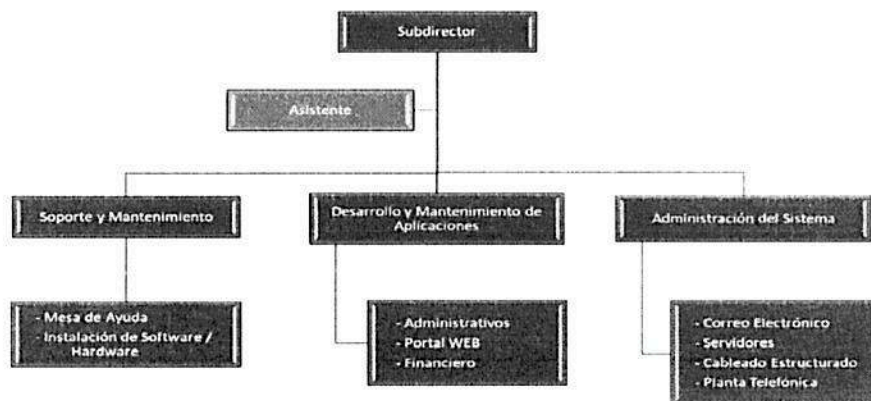 Subdirector
Asistente
Soporte y Mantenimiento
Desarrollo y Mantenimiento de
Aplicaciones
Administración del Sistema
- Mesa de Ayuda
- Instalación de Software /
Hardware
- Administrativos
- Portal WEB
- Financiero
- Correo Electrónico
- Servidores
- Cableado Estructurado
- Planta Telefónica